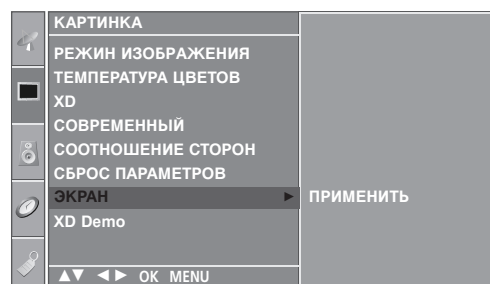 КАРТИНКА
РЕЖИН ИЗОБРАЖЕНИЯ
ТЕМПЕРАТУРА ЦВЕТОВ
XD
СОВРЕМЕННЫЙ
СООТНОШЕНИЕ СТОРОН
СБРОС ПАРАМЕТРОВ
ЭКРАН ► ПРИМЕНИТЬ
XD Demo
▲▼ ◄► OK MENU